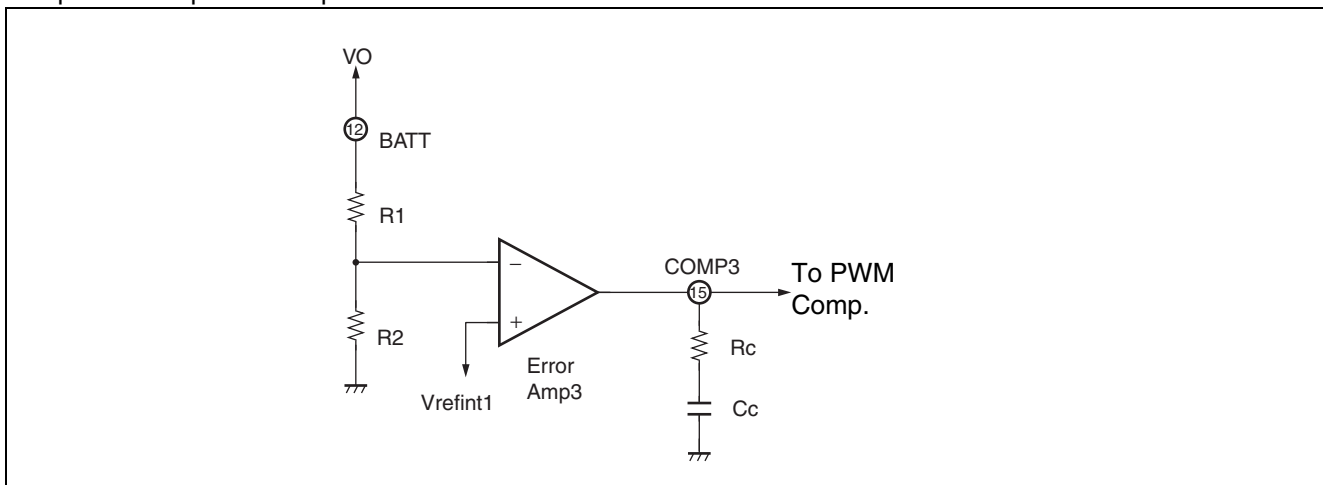 VO
12 BATT
R1
R2
Vrefint1
−
+
Error
Amp3
COMP3
15
To PWM
Comp.
Rc
Cc